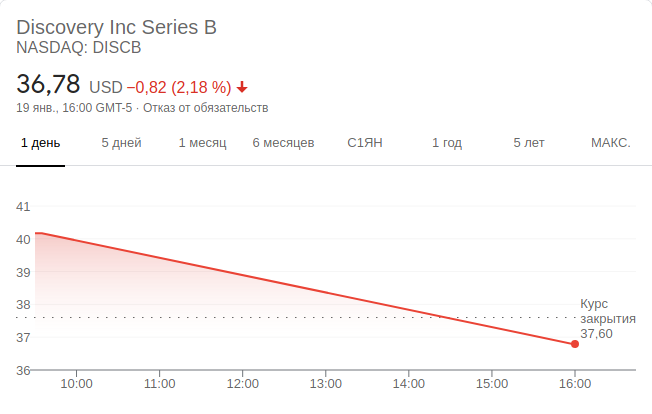 Discovery Inc Series B
NASDAQ: DISCB
36,78 USD −0,82 (2,18 %)
19 янв., 16:00 GMT-5 · Отказ от обязательств
1 день 5 дней 1 месяц 6 месяцев С1ЯН 1 год 5 лет МАКС.
41
40
39
38
37
36
Курс
закрытия
37,60
10:00 11:00 12:00 13:00 14:00 15:00 16:00